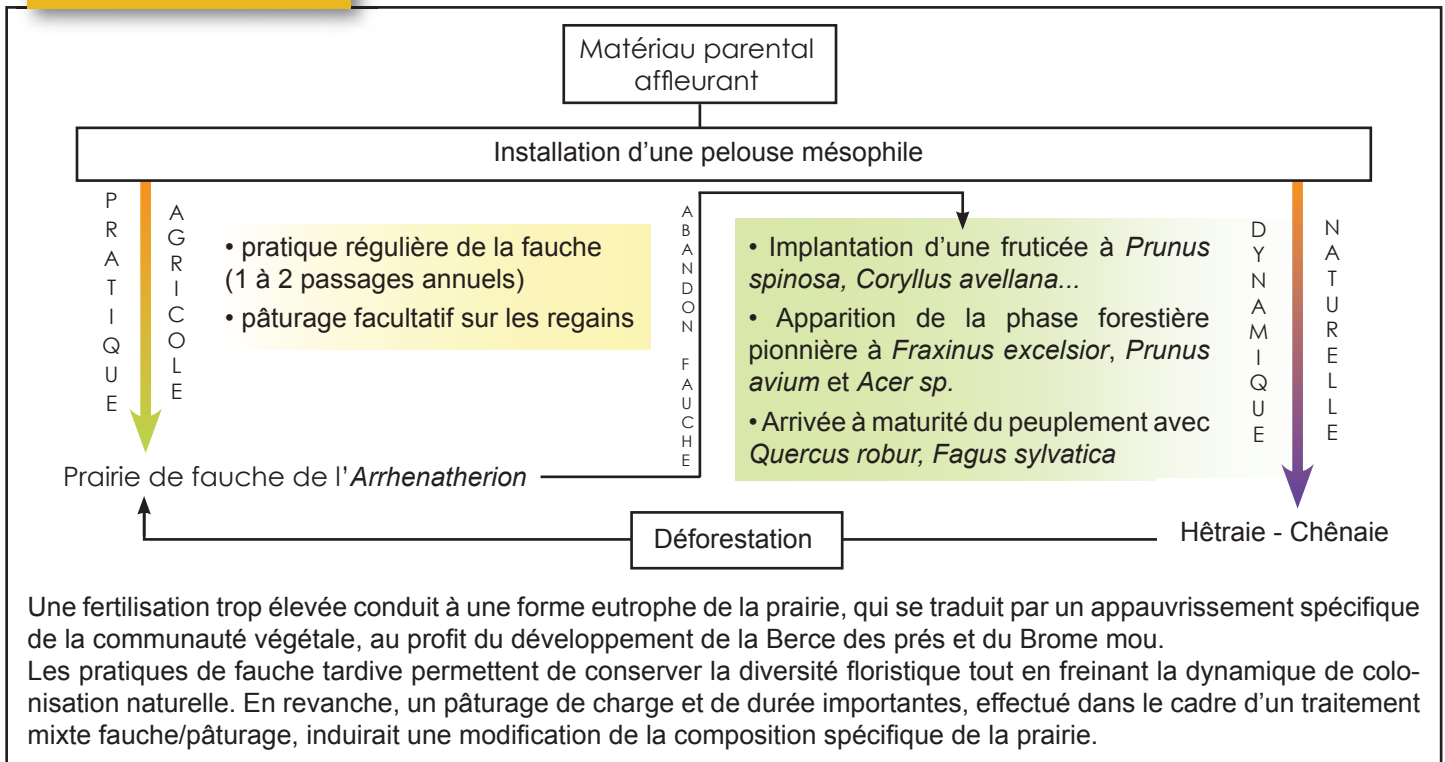 Matériau parental
affleurant
Installation d’une pelouse mésophile
PRATIQUE
AGRICOLE
• pratique régulière de la fauche
(1 à 2 passages annuels)
• pâturage facultatif sur les regains
ABANDON FAUCHE
• Implantation d’une fruticée à Prunus
spinosa, Coryllus avellana...
• Apparition de la phase forestière
pionnière à Fraxinus excelsior, Prunus
avium et Acer sp.
• Arrivée à maturité du peuplement avec
Quercus robur, Fagus sylvatica
DYNAMIQUE
NATURELLE
Prairie de fauche de l’Arrhenatherion
Déforestation
Hêtraie - Chênaie
Une fertilisation trop élevée conduit à une forme eutrophe de la prairie, qui se traduit par un appauvrissement spécifique
de la communauté végétale, au profit du développement de la Berce des prés et du Brome mou.
Les pratiques de fauche tardive permettent de conserver la diversité floristique tout en freinant la dynamique de colo-
nisation naturelle. En revanche, un pâturage de charge et de durée importantes, effectué dans le cadre d’un traitement
mixte fauche/pâturage, induirait une modification de la composition spécifique de la prairie.